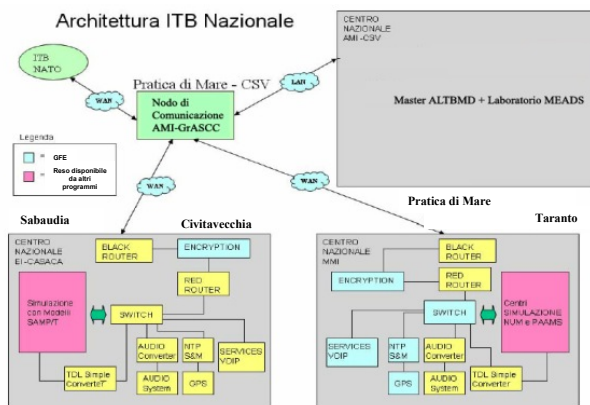 Architettura ITB Nazionale
ITB
NATO
WAN
Pratica di Mare - CSV
Nodo di
Comunicazione
AMI-GrASCC
LAN
CENTRO
NAZIONALE
AMI -CSV
Master ALTBMD + Laboratorio MEADS
Legenda
= GFE
= Reso disponibile
da altri
programmi
WAN
WAN
Pratica di Mare
Sabaudia
Civitavecchia
Taranto
CENTRO
NAZIONALE
EI -CASACA
BLACK
ROUTER
ENCRYPTION
RED
ROUTER
Simulazione
con Modelli
SAMP/T
SWITCH
AUDIO
Converter
NTP
S&M
SERVICES
VDIP
TDL Simple
ConverteT
AUDIO
System
GPS
CENTRO
NAZIONALE
MMI
BLACK
ROUTER
ENCRYPTION
RED
ROUTER
SWITCH
Centri
SIMULAZIONE
NUM e PAAMS
SERVICES
VOIP
NTP
S&M
AUDIO
Converter
TDL Simple
Converter
GPS
AUDIO
System